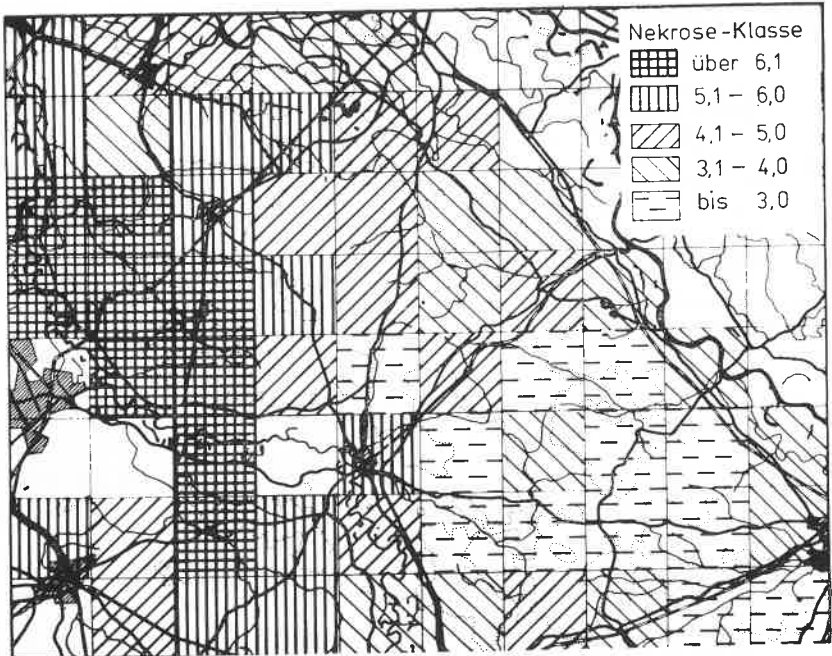 Nekrose-Klasse
über 6,1
5,1 – 6,0
4,1 – 5,0
3,1 – 4,0
bis 3,0